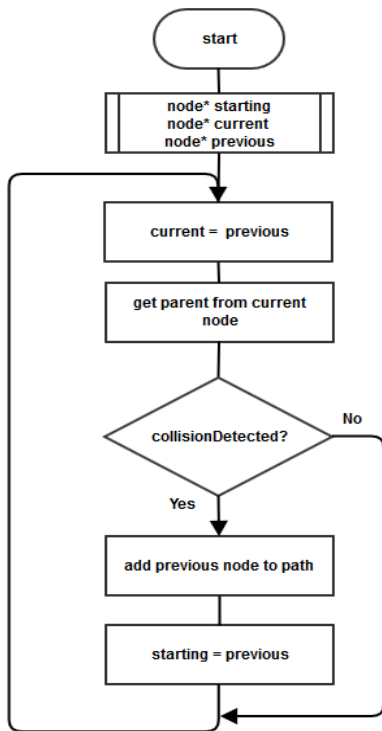 start
node* starting
node* current
node* previous
current = previous
get parent from current
node
collisionDetected?
No
Yes
add previous node to path
starting = previous